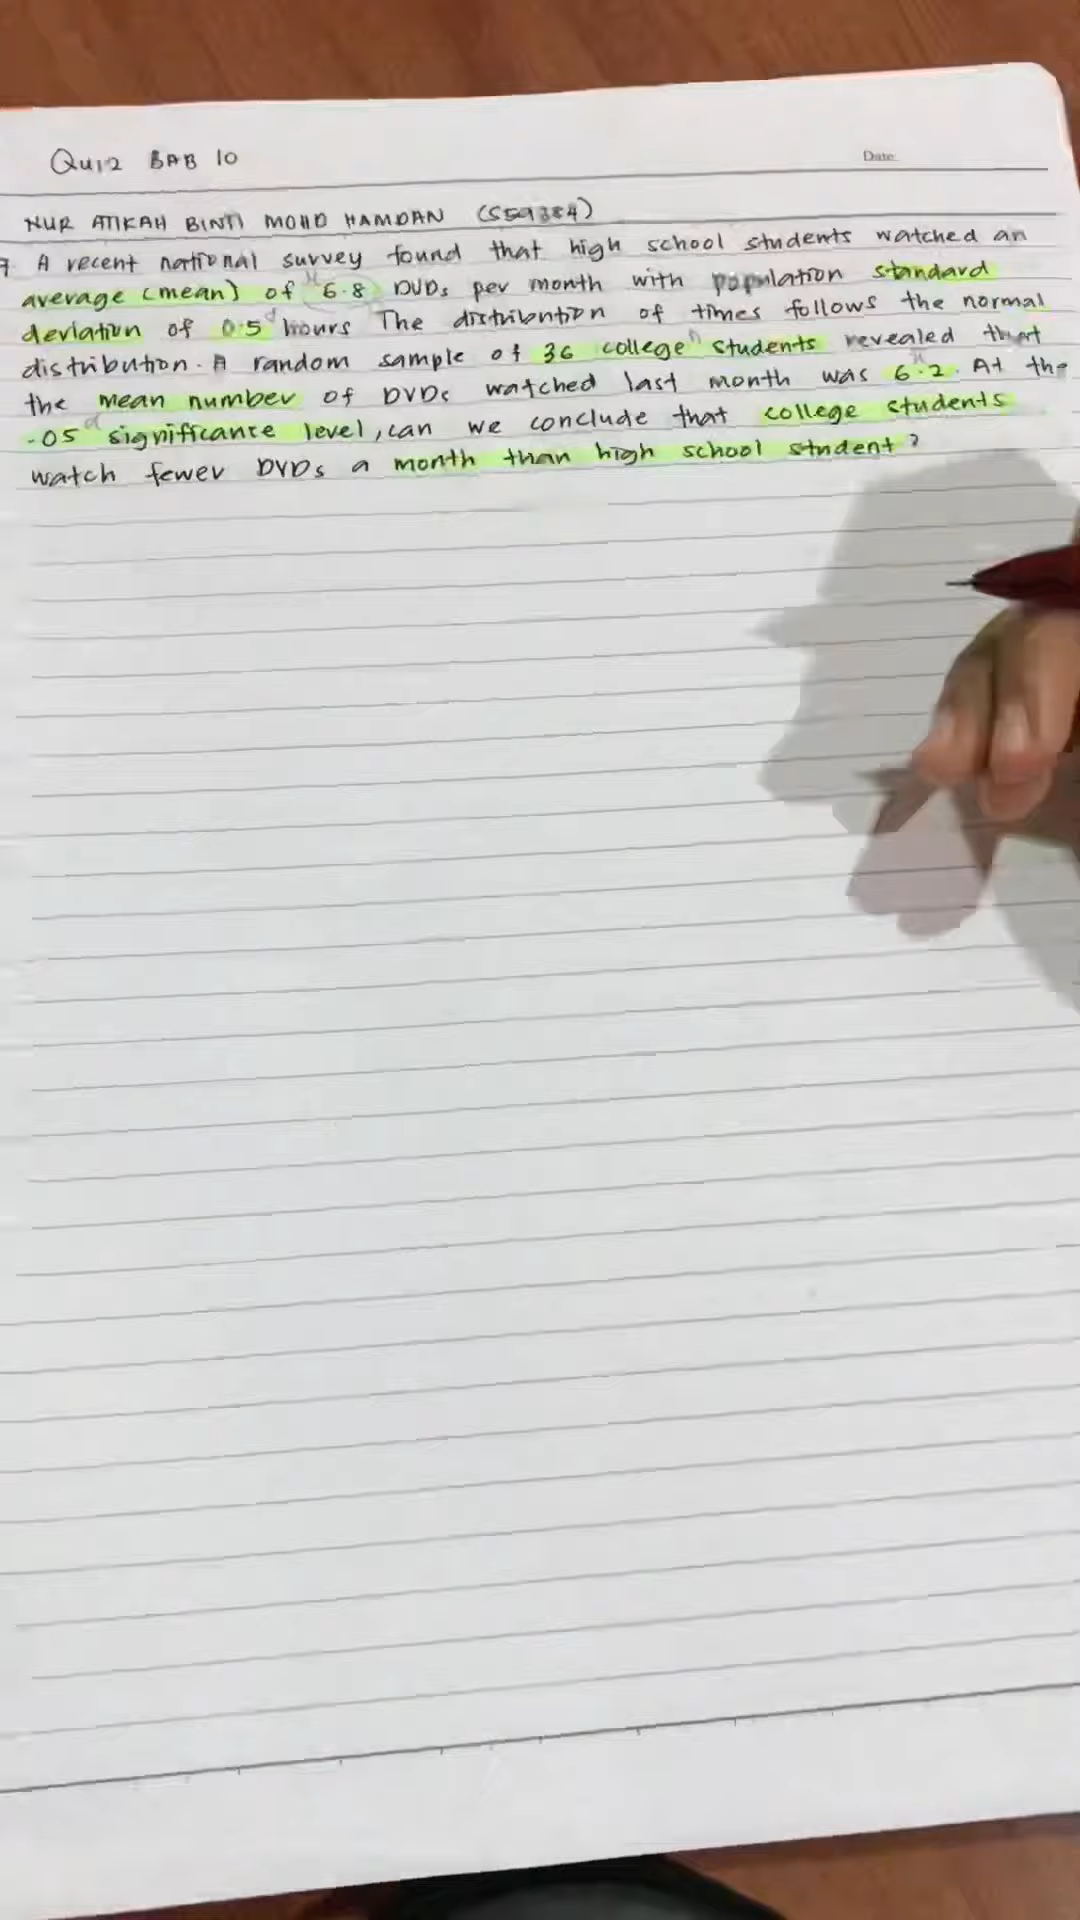 Quiz BAB 10
Date
NUR ATIKAH BINTI MOHD HAMDAN (S59384)
7 A recent national survey found that high school students watched an
average (mean) of 6.8 DVDs per month with population standard
deviation of 0.5 hours The distribution of times follows the normal
distribution. A random sample of 36 college students revealed that
the mean number of DVDs watched last month was 6.2. At the
.05 significance level, can we conclude that college students
watch fewer DVDs a month than high school student?